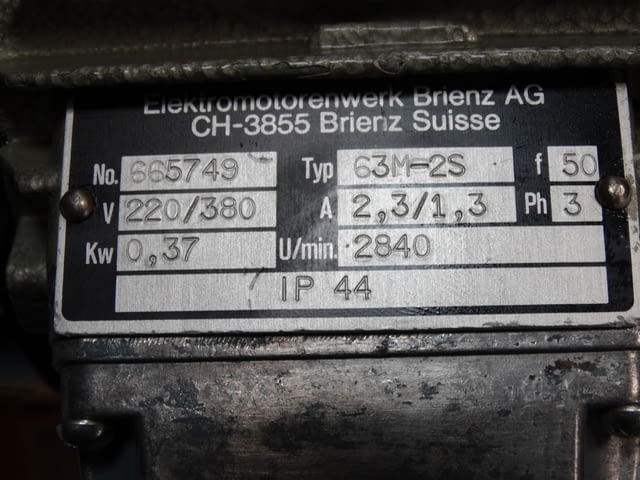 Elektromotorenwerk Brienz AG
CH-3855 Brienz Suisse
No. 665749 Typ 63M-2S f 50
V 220/380 A 2,3/1,3 Ph 3
Kw 0,37 U/min. 2840
IP 44